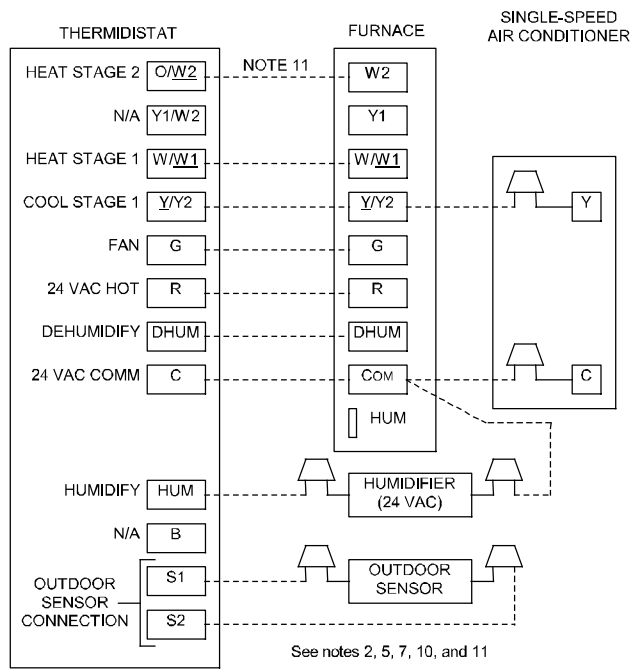 SINGLE-SPEED
AIR CONDITIONER
THERMIDISTAT
FURNACE
HEAT STAGE 2 O/W2 NOTE 11 W2
N/A Y1/W2 Y1
HEAT STAGE 1 W/W1 W/W1
COOL STAGE 1 Y/Y2 Y/Y2 Y
FAN G G
24 VAC HOT R R
DEHUMIDIFY DHUM DHUM
24 VAC COMM C COM C
HUM
HUMIDIFY HUM HUMIDIFIER
(24 VAC)
N/A B
OUTDOOR
SENSOR
CONNECTION
S1
S2
OUTDOOR
SENSOR
See notes 2, 5, 7, 10, and 11